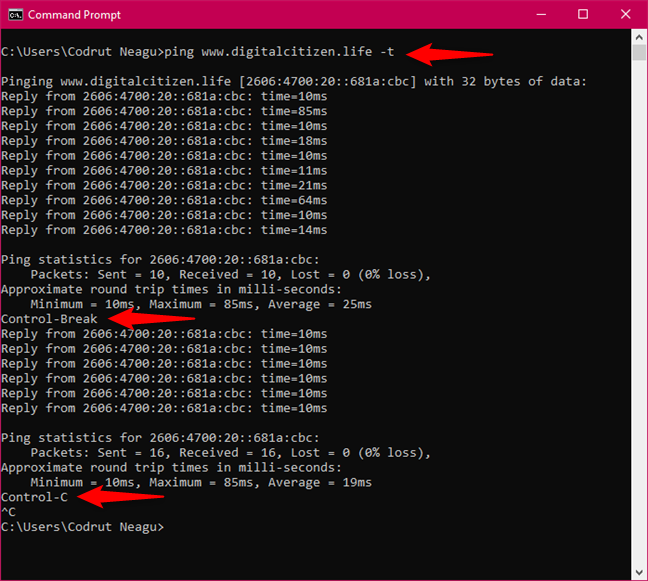 Command Prompt
C:\Users\Codrut Neagu>ping www.digitalcitizen.life -t
Pinging www.digitalcitizen.life [2606:4700:20::681a:cbc] with 32 bytes of data:
Reply from 2606:4700:20::681a:cbc: time=10ms
Reply from 2606:4700:20::681a:cbc: time=85ms
Reply from 2606:4700:20::681a:cbc: time=10ms
Reply from 2606:4700:20::681a:cbc: time=18ms
Reply from 2606:4700:20::681a:cbc: time=10ms
Reply from 2606:4700:20::681a:cbc: time=11ms
Reply from 2606:4700:20::681a:cbc: time=21ms
Reply from 2606:4700:20::681a:cbc: time=64ms
Reply from 2606:4700:20::681a:cbc: time=10ms
Reply from 2606:4700:20::681a:cbc: time=14ms
Ping statistics for 2606:4700:20::681a:cbc:
    Packets: Sent = 10, Received = 10, Lost = 0 (0% loss),
Approximate round trip times in milli-seconds:
    Minimum = 10ms, Maximum = 85ms, Average = 25ms
Control-Break
Reply from 2606:4700:20::681a:cbc: time=10ms
Reply from 2606:4700:20::681a:cbc: time=10ms
Reply from 2606:4700:20::681a:cbc: time=10ms
Reply from 2606:4700:20::681a:cbc: time=10ms
Reply from 2606:4700:20::681a:cbc: time=10ms
Reply from 2606:4700:20::681a:cbc: time=10ms
Ping statistics for 2606:4700:20::681a:cbc:
    Packets: Sent = 16, Received = 16, Lost = 0 (0% loss),
Approximate round trip times in milli-seconds:
    Minimum = 10ms, Maximum = 85ms, Average = 19ms
Control-C
^C
C:\Users\Codrut Neagu>